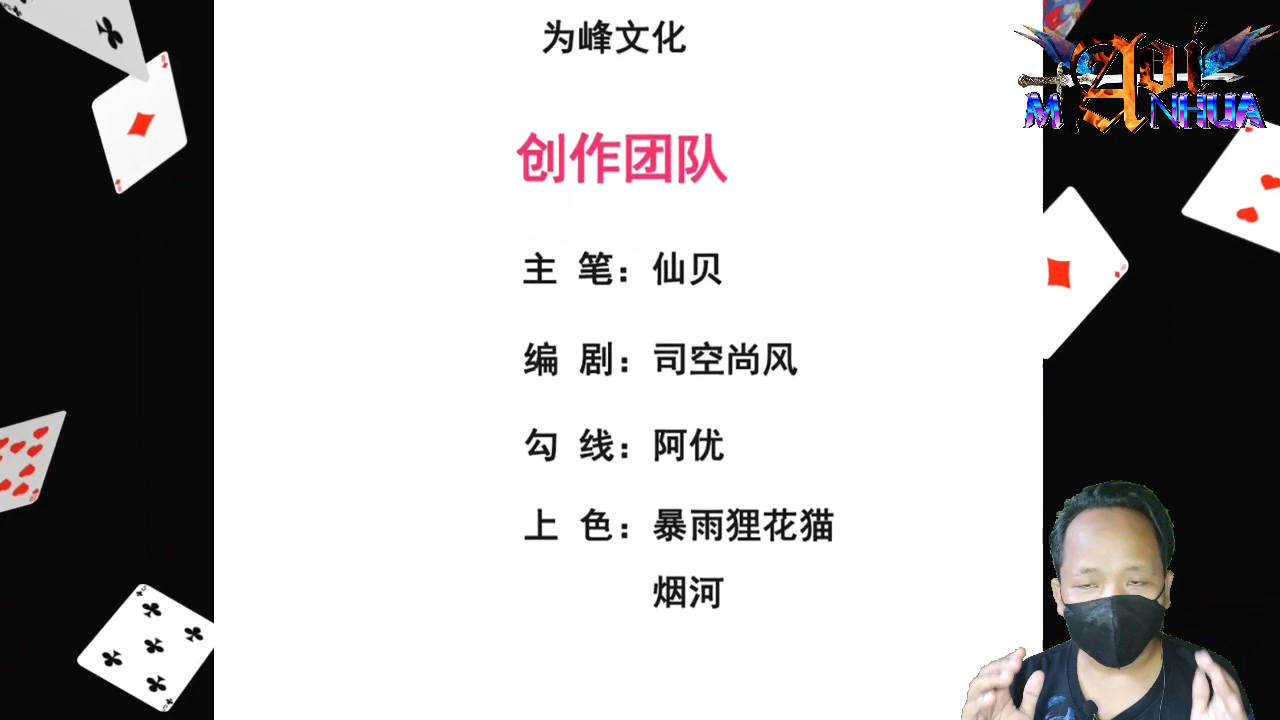 为峰文化
Aoi
MANHUA
创作团队
主 笔：仙贝
编 剧：司空尚风
勾 线：阿优
上 色：暴雨狸花猫
烟河